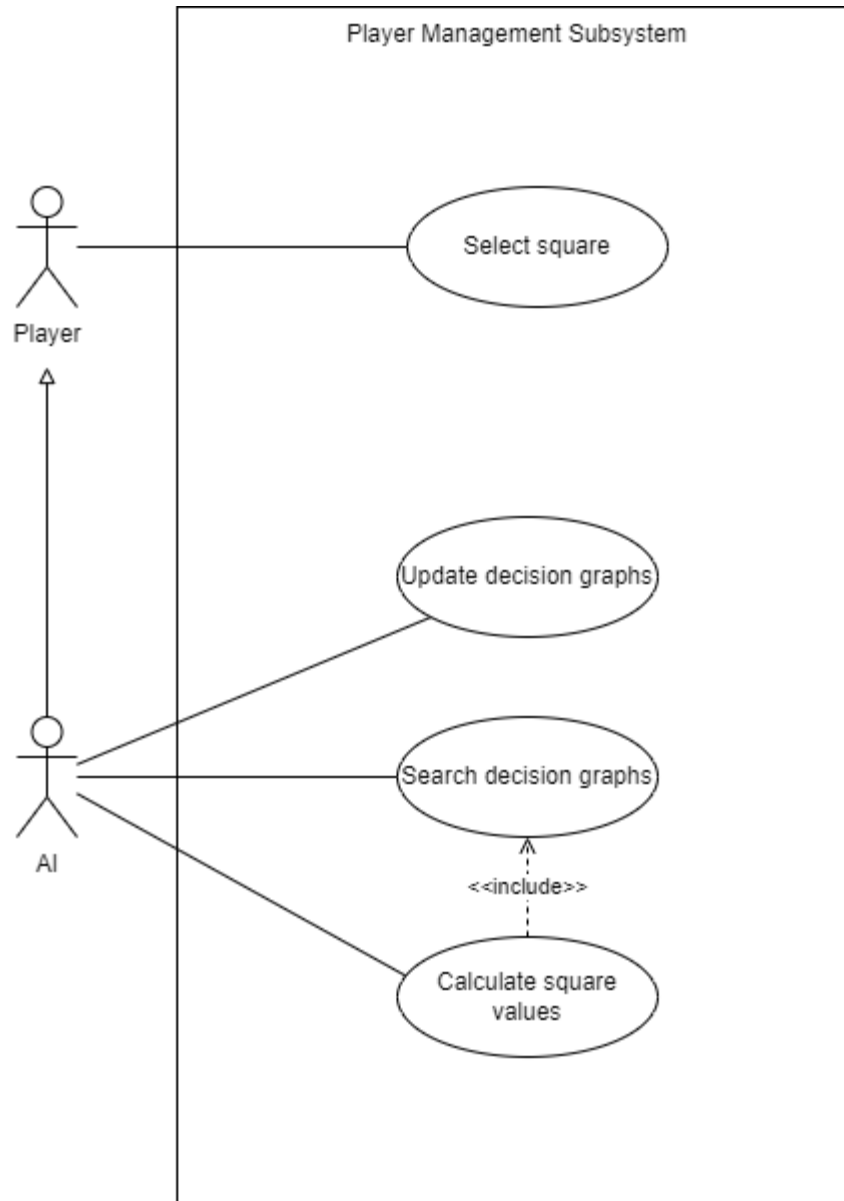 Player Management Subsystem
Select square
Player
Update decision graphs
Search decision graphs
AI
<<include>>
Calculate square
values